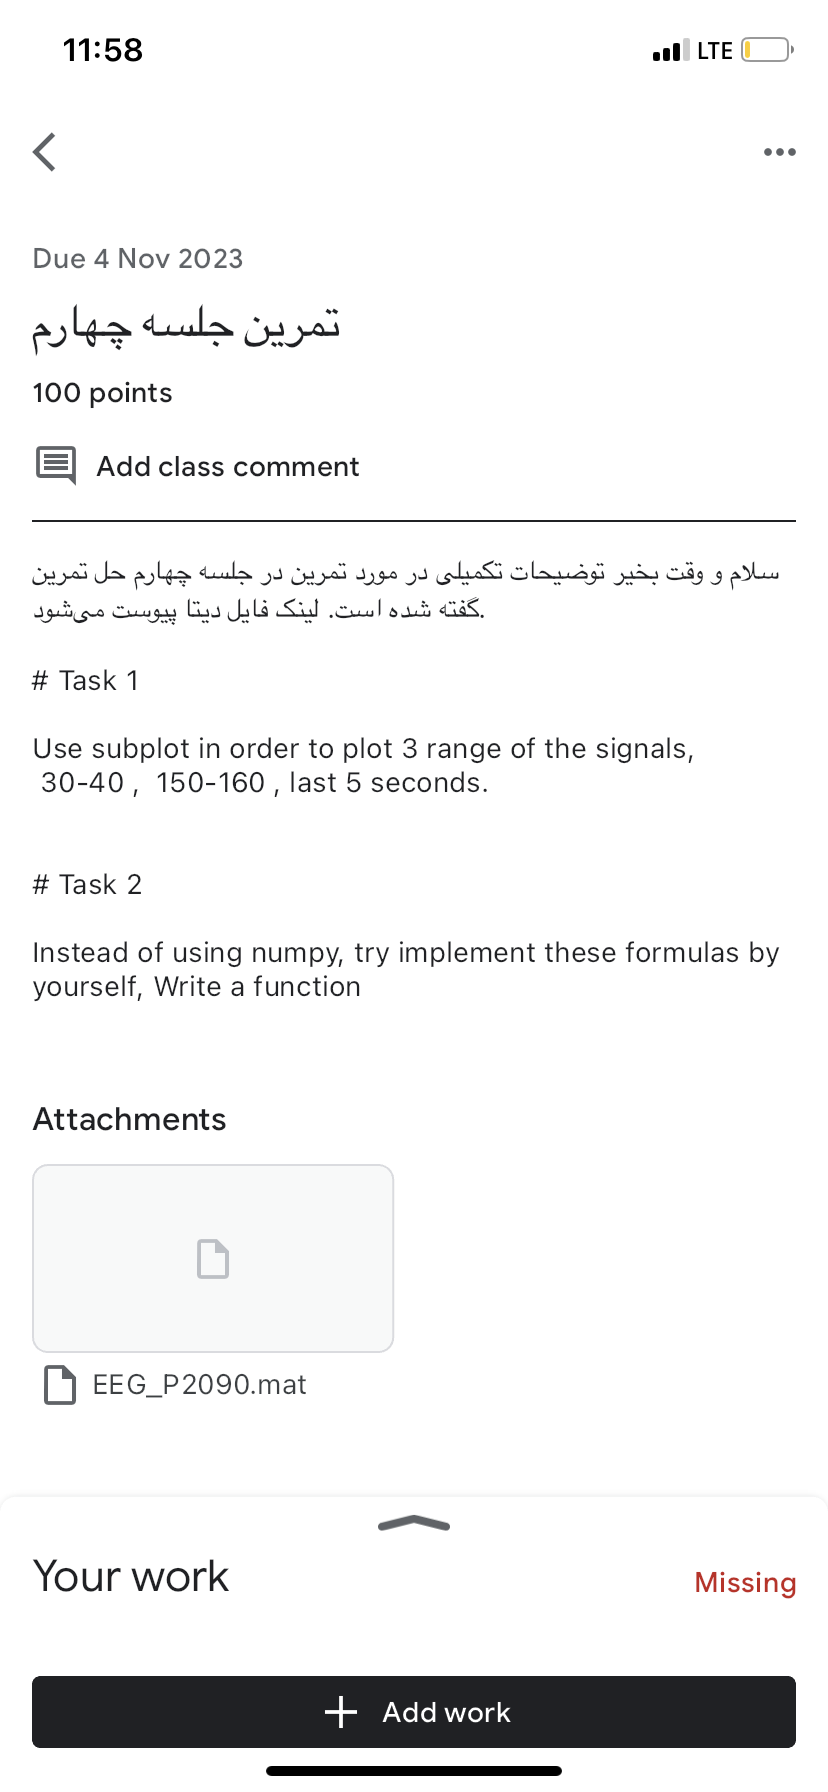 11:58
LTE
Due 4 Nov 2023
تمرین جلسه چهارم
100 points
Add class comment
سلام و وقت بخیر توضیحات تکمیلی در مورد تمرین در جلسه چهارم حل تمرین
گفته شده است. لینک فایل دیتا پیوست می‌شود.
# Task 1
Use subplot in order to plot 3 range of the signals,
30-40 , 150-160 , last 5 seconds.
# Task 2
Instead of using numpy, try implement these formulas by
yourself, Write a function
Attachments
EEG_P2090.mat
Your work
Missing
Add work